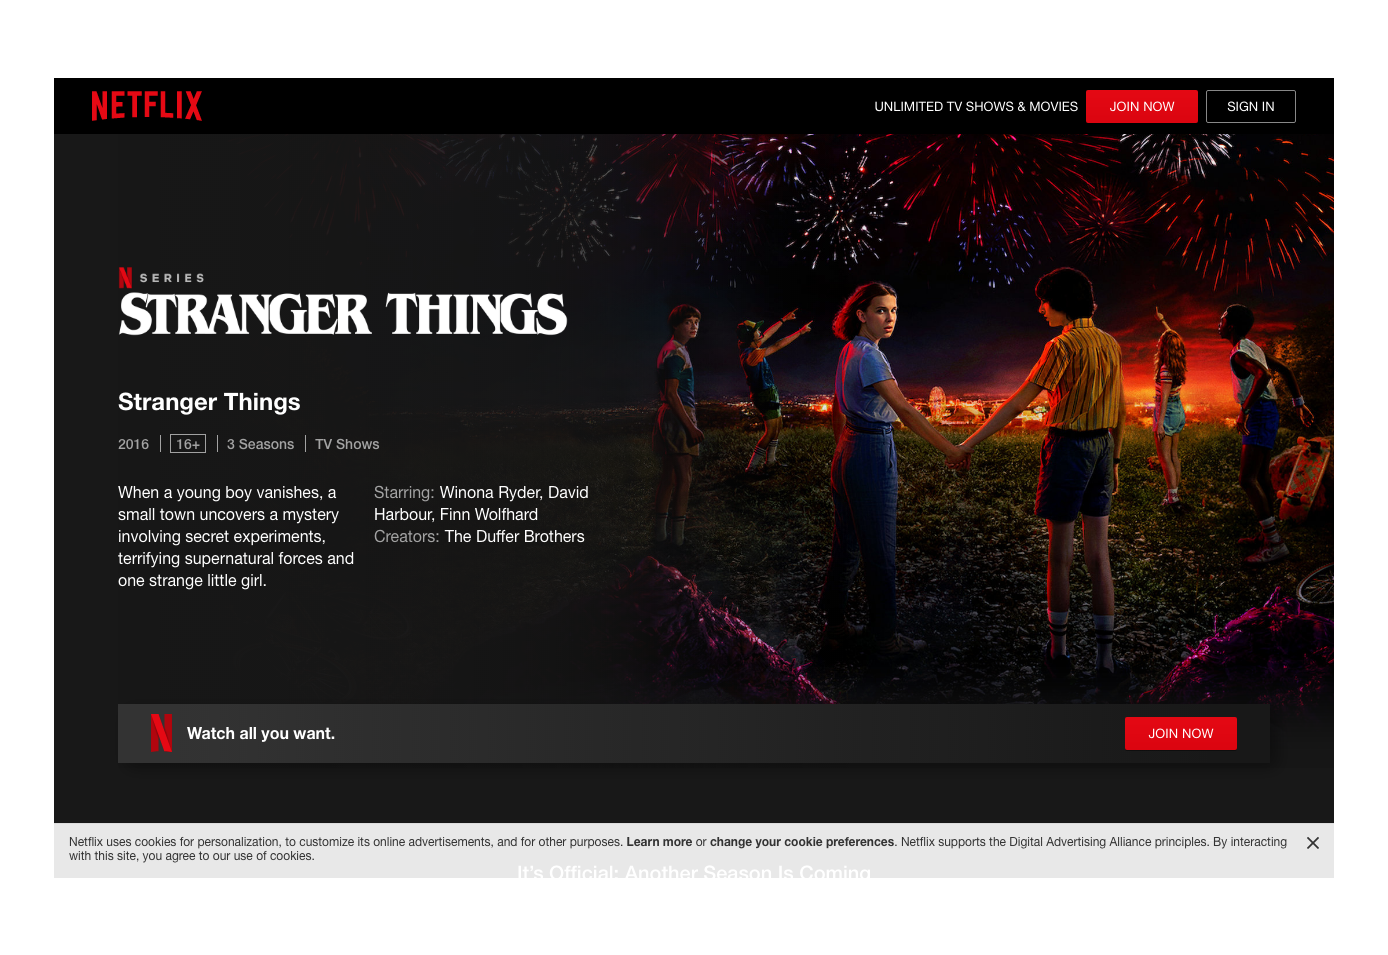 NETFLIX
UNLIMITED TV SHOWS & MOVIES
JOIN NOW
SIGN IN
N SERIES
STRANGER THINGS
Stranger Things
2016
16+
3 Seasons
TV Shows
When a young boy vanishes, a
small town uncovers a mystery
involving secret experiments,
terrifying supernatural forces and
one strange little girl.
Starring: Winona Ryder, David
Harbour, Finn Wolfhard
Creators: The Duffer Brothers
N
Watch all you want.
JOIN NOW
Netflix uses cookies for personalization, to customize its online advertisements, and for other purposes. Learn more or change your cookie preferences. Netflix supports the Digital Advertising Alliance principles. By interacting
with this site, you agree to our use of cookies.
It's Official: Another Season Is Coming